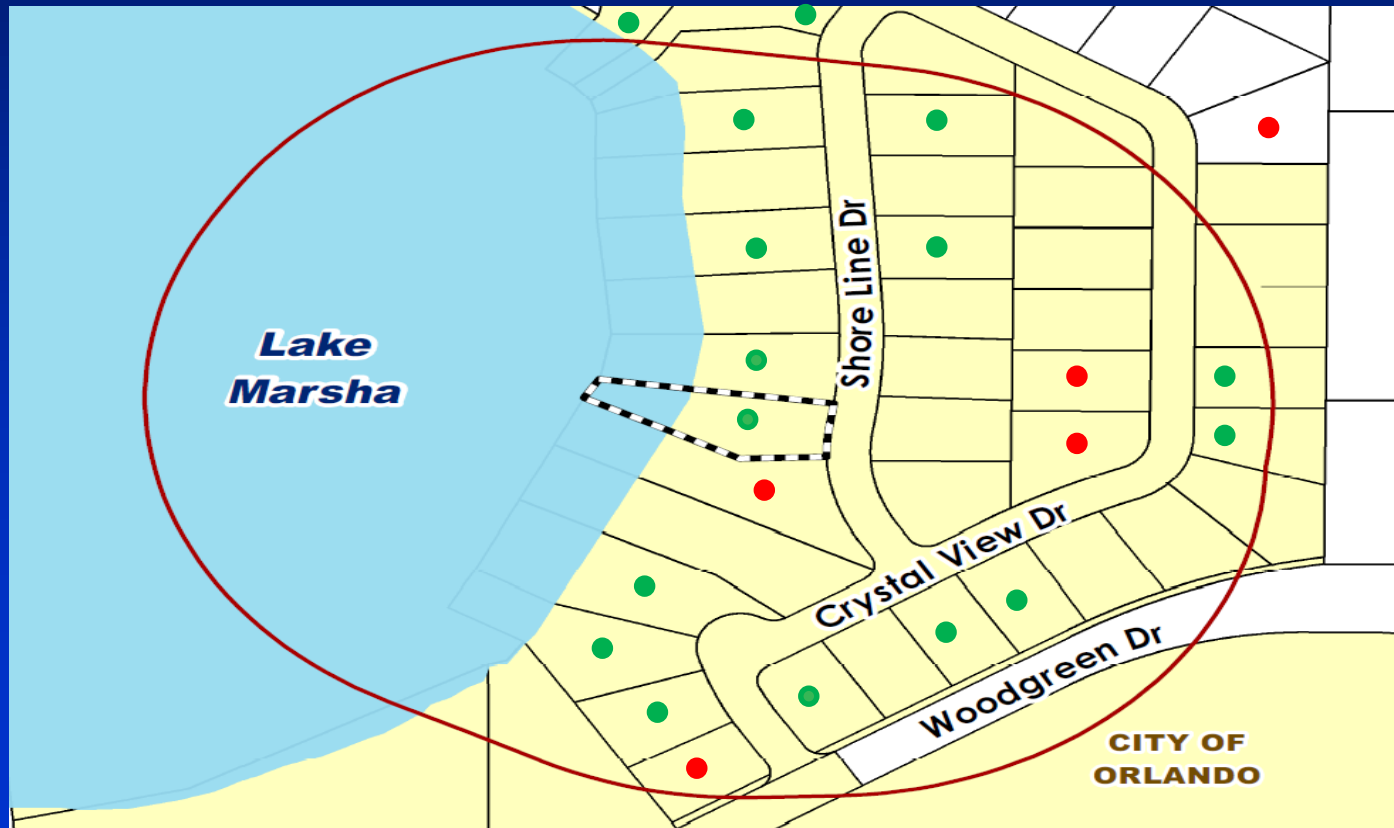 Shore Line Dr
Lake
Marsha
Crystal View Dr
Woodgreen Dr
CITY OF
ORLANDO